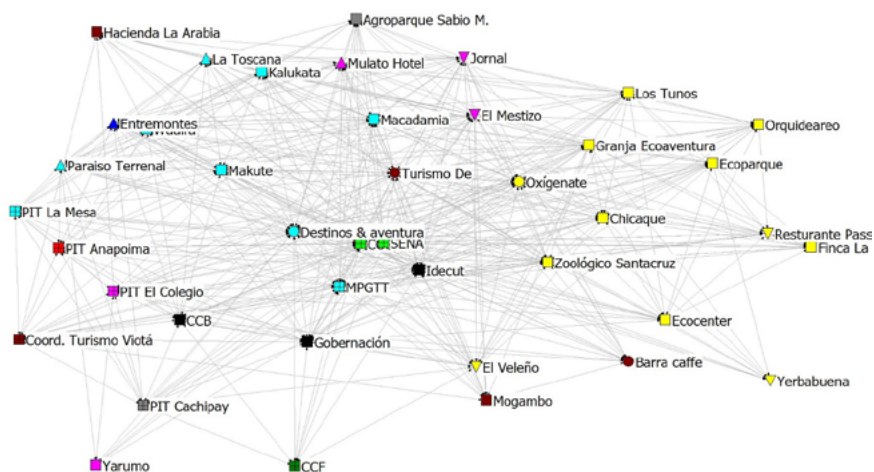 Agroparque Sabio M.
Hacienda La Arabia
La Toscana
Mulato Hotel
Jornal
Kalukata
Los Tunos
Entremontes
Macadamia
El Mestizo
Orquideareo
Granja Ecoaventura
Paraiso Terrenal
Makute
Turismo De
Oxígenate
Ecoparque
PIT La Mesa
Chicaque
Destinos & aventura
Resturante Pass
PIT Anapoima
SENA
Finca La
Idecut
Zoológico Santacruz
PIT El Colegio
MPGTT
CCB
Ecocenter
Coord. Turismo Viotá
Gobernación
El Veleño
Barra caffe
Yerbabuena
PIT Cachipay
Mogambo
Yarumo
CCF